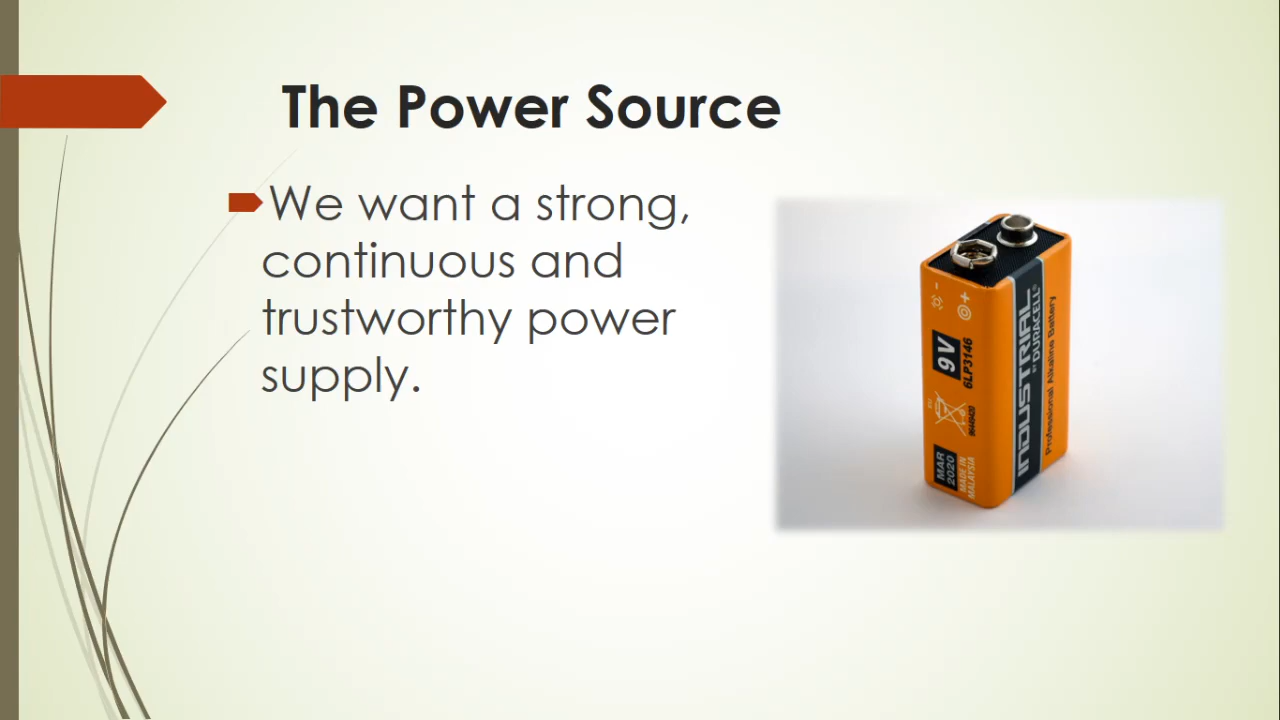 The Power Source
We want a strong,
continuous and
trustworthy power
supply.
- +
9V
6LP3146
MAR
2020
MADE IN
MALAYSIA
INDUSTRIAL
BY DURACELL®
Professional Alkaline Battery